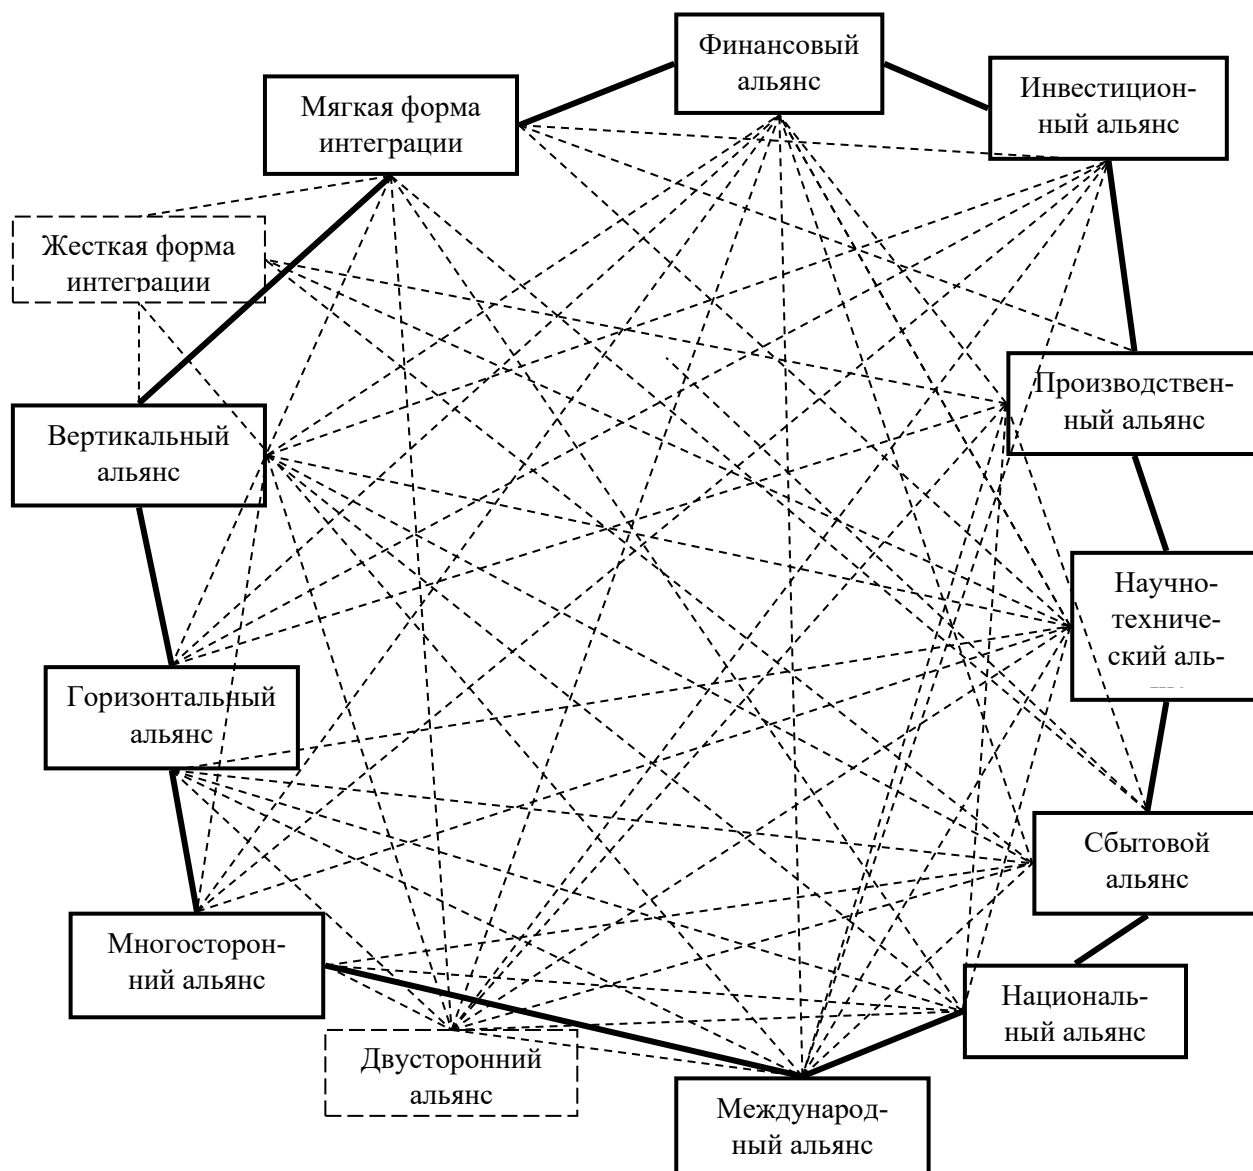 Финансовый
альянс
Инвестицион-
ный альянс
Мягкая форма
интеграции
Жесткая форма
интеграции
Производствен-
ный альянс
Вертикальный
альянс
Научно-
техниче-
ский аль-
Горизонтальный
альянс
Сбытовой
альянс
Многосторон-
ний альянс
Националь-
ный альянс
Двусторонний
альянс
Международ-
ный альянс